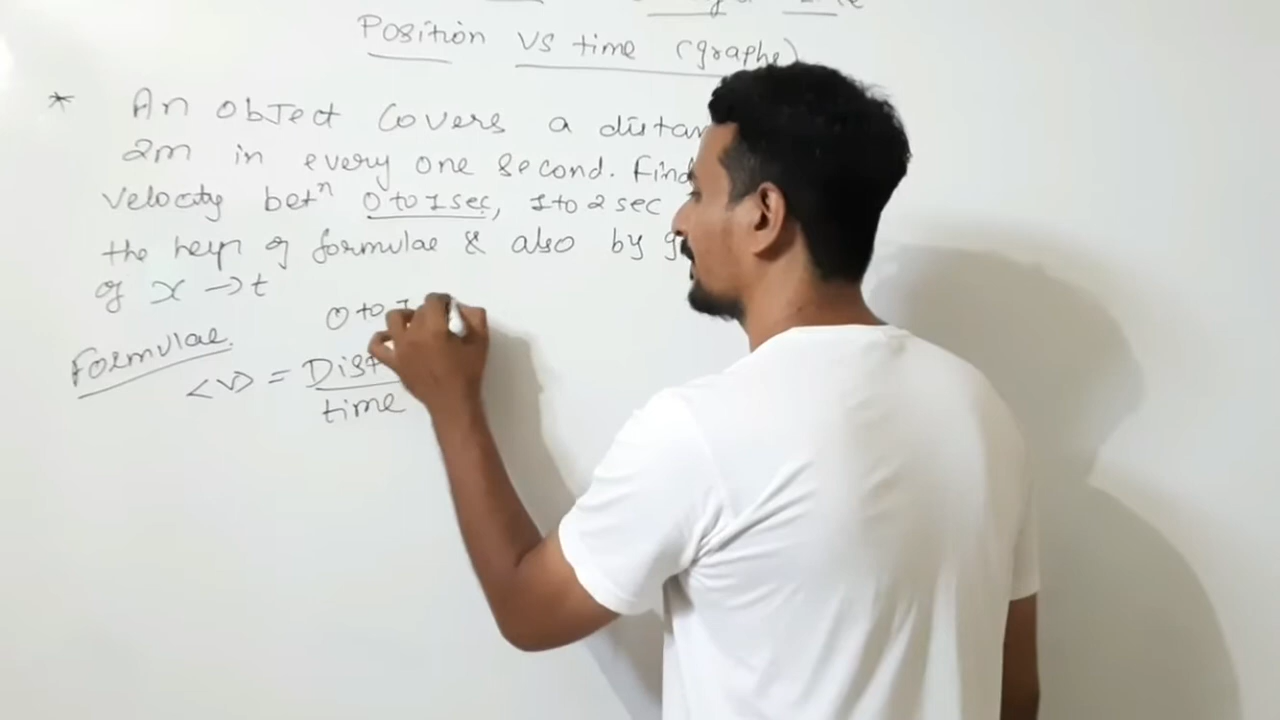 Position vs time (graphe)
* An object covers a distan
2m in every one second. Find
velocity betⁿ 0 to 1 sec, 1 to 2 sec
the help of formulae & also by g
of x → t
0 to 1
Formulae.
<v> = Dist
time